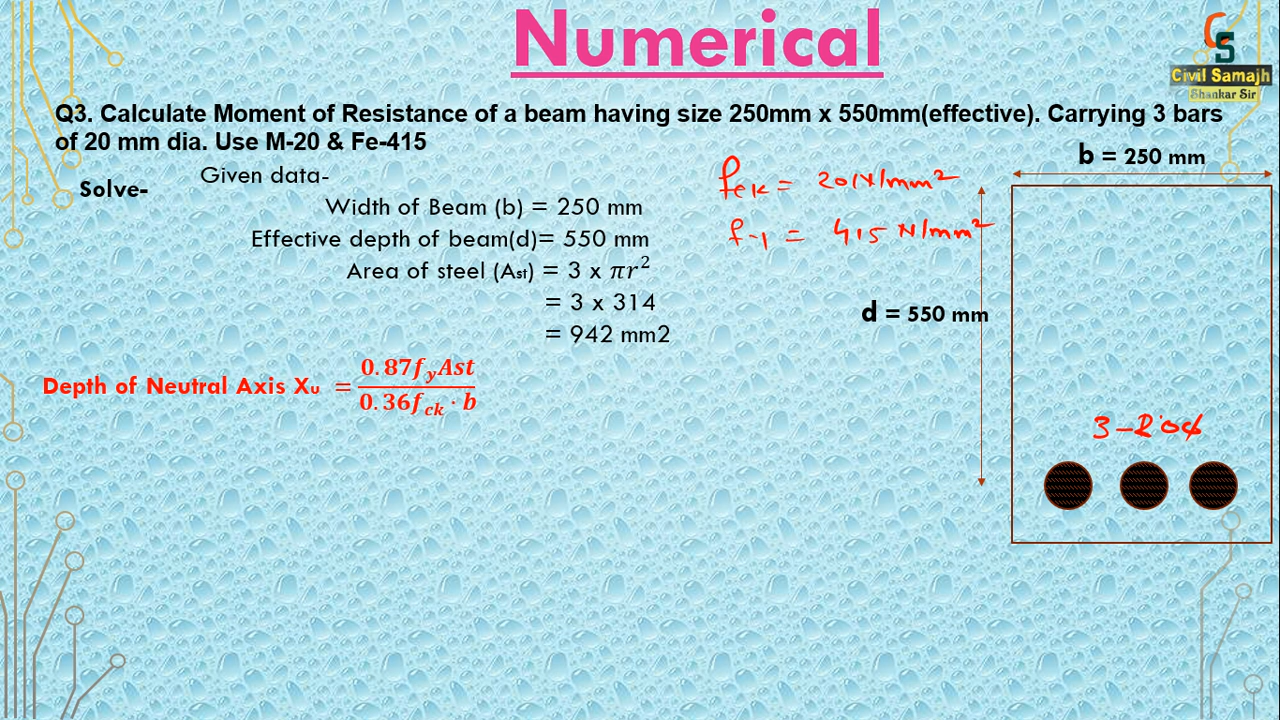 Numerical
CS
Civil Samajh
Shankar Sir
Q3. Calculate Moment of Resistance of a beam having size 250mm x 550mm(effective). Carrying 3 bars
of 20 mm dia. Use M-20 & Fe-415
b = 250 mm
Solve-
Given data-
fck = 20 N/mm²
Width of Beam (b) = 250 mm
fy = 415 N/mm²
Effective depth of beam(d)= 550 mm
Area of steel (Ast) = 3 x 𝜋r²
= 3 x 314
d = 550 mm
= 942 mm2
Depth of Neutral Axis Xu = 0.87fyAst / 0.36fck · b
3-20ϕ